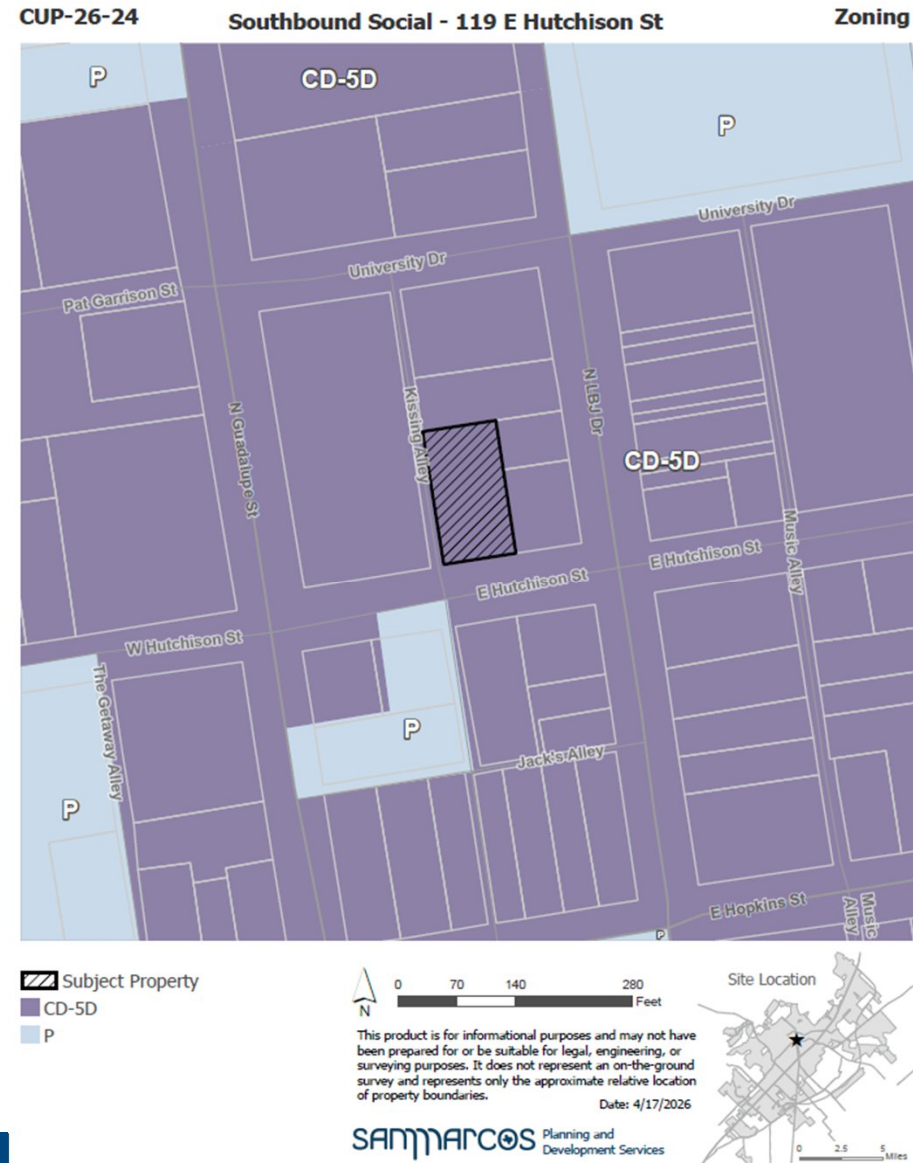 CUP-26-24
Southbound Social - 119 E Hutchison St
Zoning
P
CD-5D
P
University Dr
University Dr
Pat Garrison St
N Guadalupe St
Kissing Alley
N LBJ Dr
CD-5D
Music Alley
E Hutchison St
E Hutchison St
W Hutchison St
The Getaway Alley
P
Jack's Alley
P
E Hopkins St
Music
Alley
P
Subject Property
CD-5D
P
N
0 70 140 280
Feet
This product is for informational purposes and may not have
been prepared for or be suitable for legal, engineering, or
surveying purposes. It does not represent an on-the-ground
survey and represents only the approximate relative location
of property boundaries.
Date: 4/17/2026
SANMARCOS
Planning and
Development Services
Site Location
0 2.5 5
Miles